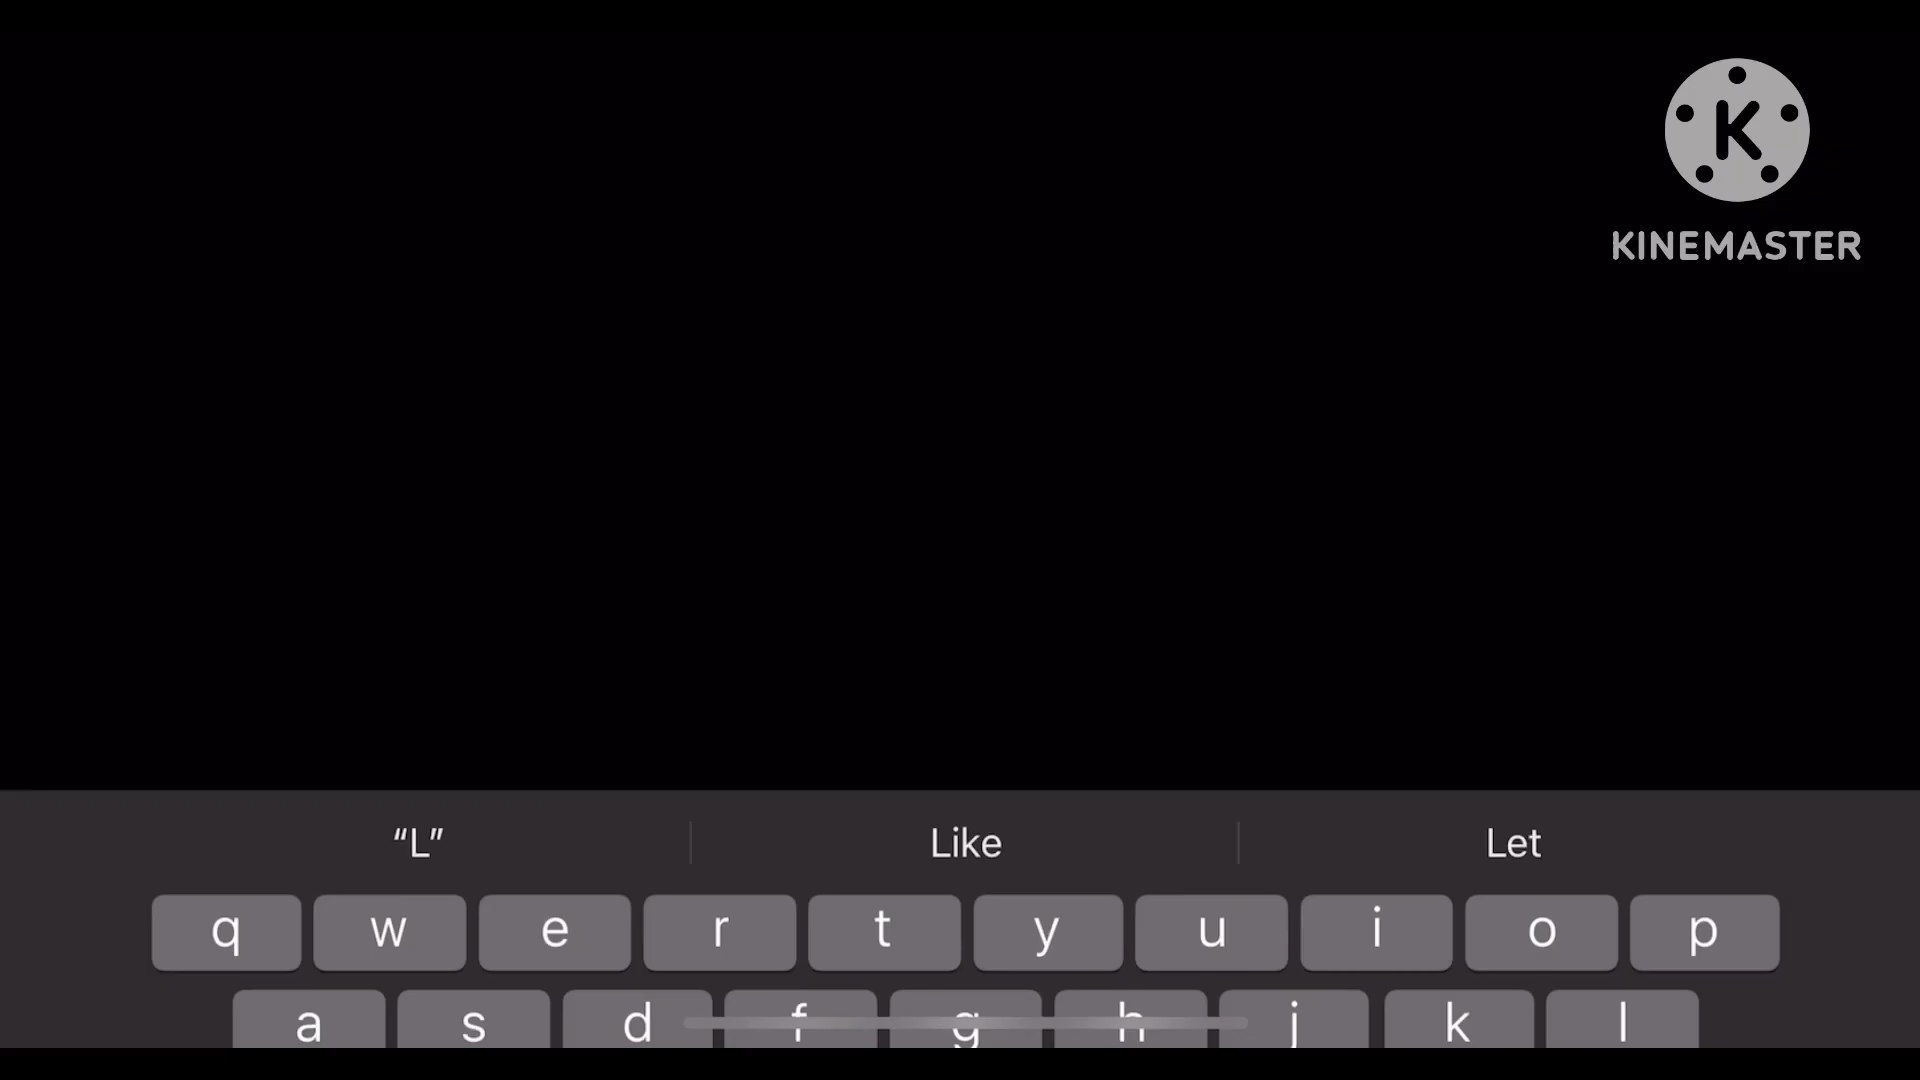 K
KINEMASTER
“L” Like Let
q w e r t y u i o p
a s d f g h j k l